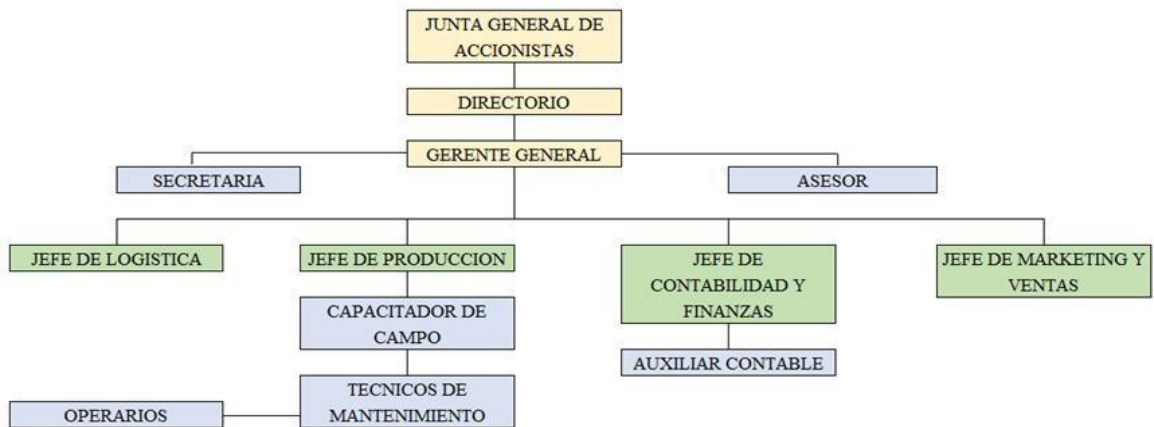 JUNTA GENERAL DE
ACCIONISTAS
DIRECTORIO
GERENTE GENERAL
SECRETARIA
ASESOR
JEFE DE LOGISTICA
JEFE DE PRODUCCION
JEFE DE
CONTABILIDAD Y
FINANZAS
JEFE DE MARKETING Y
VENTAS
CAPACITADOR DE
CAMPO
AUXILIAR CONTABLE
TECNICOS DE
MANTENIMIENTO
OPERARIOS